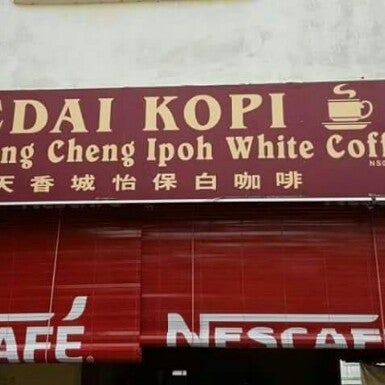 EDAI KOPI
ng Cheng Ipoh White Coff
天香城怡保白咖啡
AFÉ NESCAF